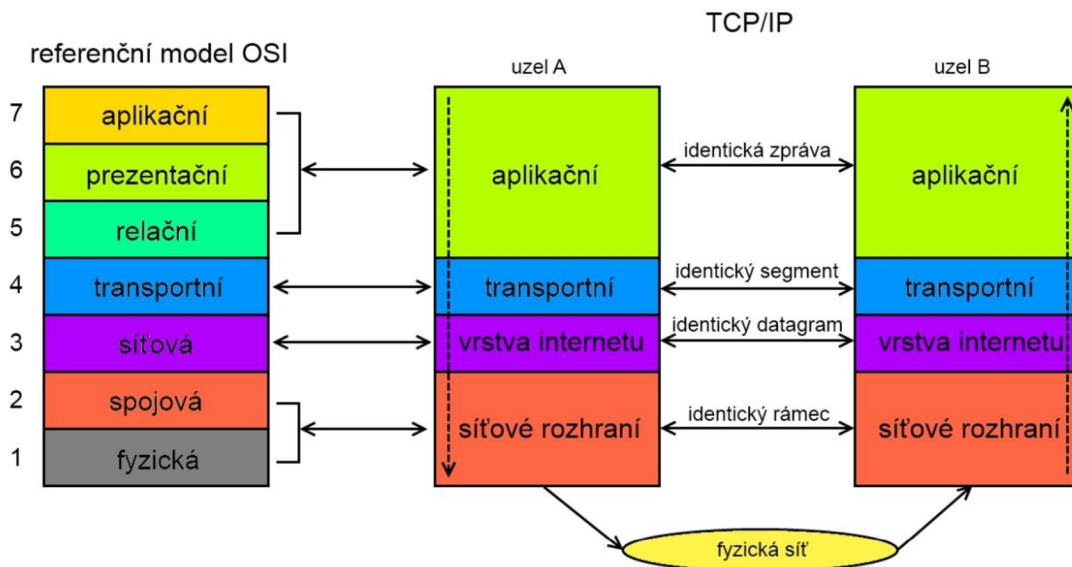 TCP/IP
referenční model OSI
uzel A
uzel B
7
aplikační
6
prezentační
5
relační
4
transportní
3
síťová
2
spojová
1
fyzická
aplikační
transportní
vrstva internetu
síťové rozhraní
identická zpráva
identický segment
identický datagram
identický rámec
aplikační
transportní
vrstva internetu
síťové rozhraní
fyzická síť